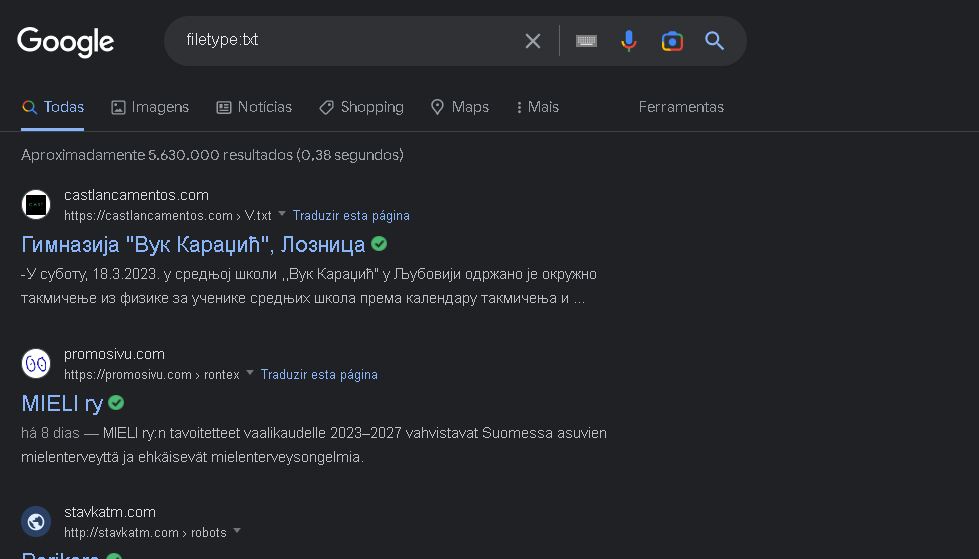 Google
filetype:txt
Todas Imagens Notícias Shopping Maps Mais Ferramentas
Aproximadamente 5.630.000 resultados (0,38 segundos)
CAST
castlancamentos.com
https://castlancamentos.com › V.txt Traduzir esta página
Гимназија "Вук Караџић", Лозница
-У суботу, 18.3.2023. у средњој школи ,,Вук Караџић" у Љубовији одржано је окружно
такмичење из физике за ученике средњих школа према календару такмичења и ...
promosivu.com
https://promosivu.com › rontex Traduzir esta página
MIELI ry
há 8 dias — MIELI ry:n tavoitetteet vaalikaudelle 2023–2027 vahvistavat Suomessa asuvien
mielenterveyttä ja ehkäisevät mielenterveysongelmia.
stavkatm.com
http://stavkatm.com › robots